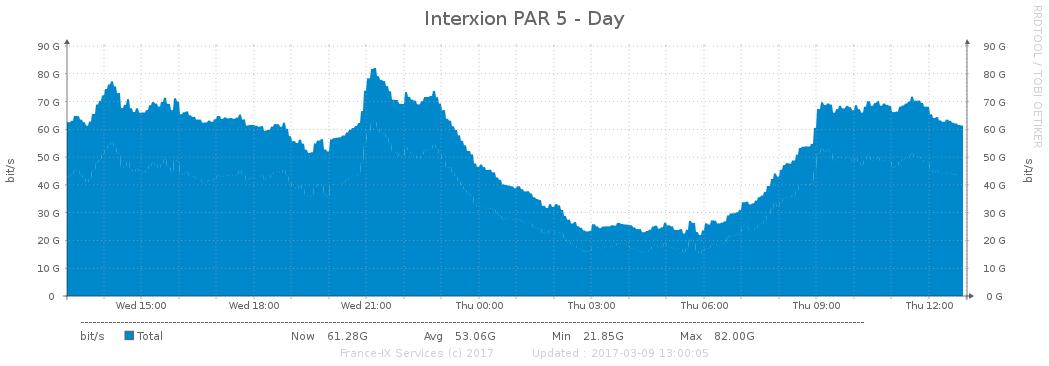 Interxion PAR 5 - Day
RRDTOOL / TOBI OETIKER
bit/s
90 G 90 G
80 G 80 G
70 G 70 G
60 G 60 G
50 G 50 G
40 G 40 G
30 G 30 G
20 G 20 G
10 G 10 G
0 0 G
bit/s
Wed 15:00 Wed 18:00 Wed 21:00 Thu 00:00 Thu 03:00 Thu 06:00 Thu 09:00 Thu 12:00
bit/s Total Now 61.28G Avg 53.06G Min 21.85G Max 82.00G
France-IX Services (c) 2017 Updated : 2017-03-09 13:00:05